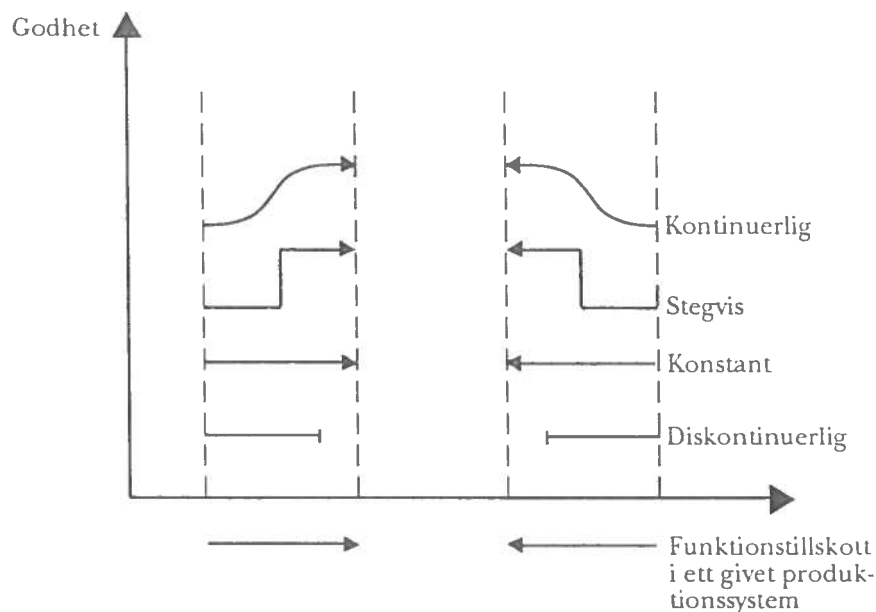 Godhet
Kontinuerlig
Stegvis
Konstant
Diskontinuerlig
Funktionstillskott
i ett givet produk-
tionssystem